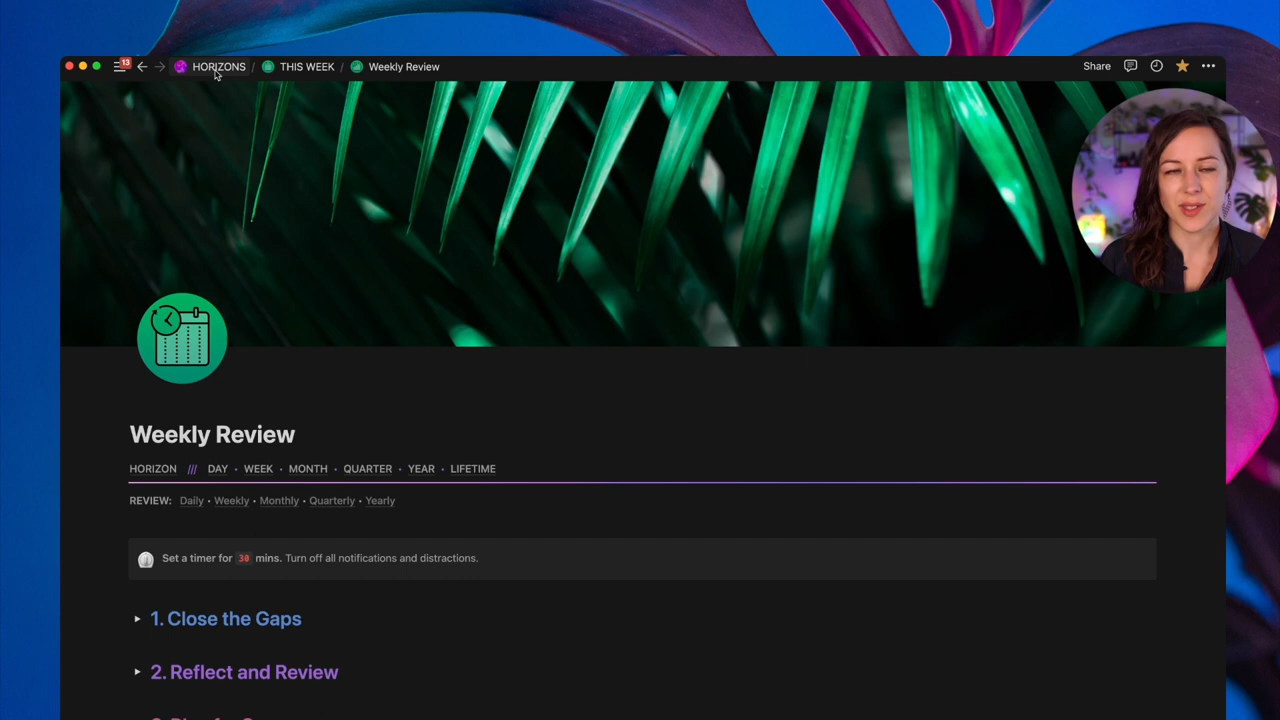 13 HORIZONS / THIS WEEK / Weekly Review Share
Weekly Review
HORIZON /// DAY • WEEK • MONTH • QUARTER • YEAR • LIFETIME
REVIEW: Daily • Weekly • Monthly • Quarterly • Yearly
Set a timer for 30 mins. Turn off all notifications and distractions.
1. Close the Gaps
2. Reflect and Review